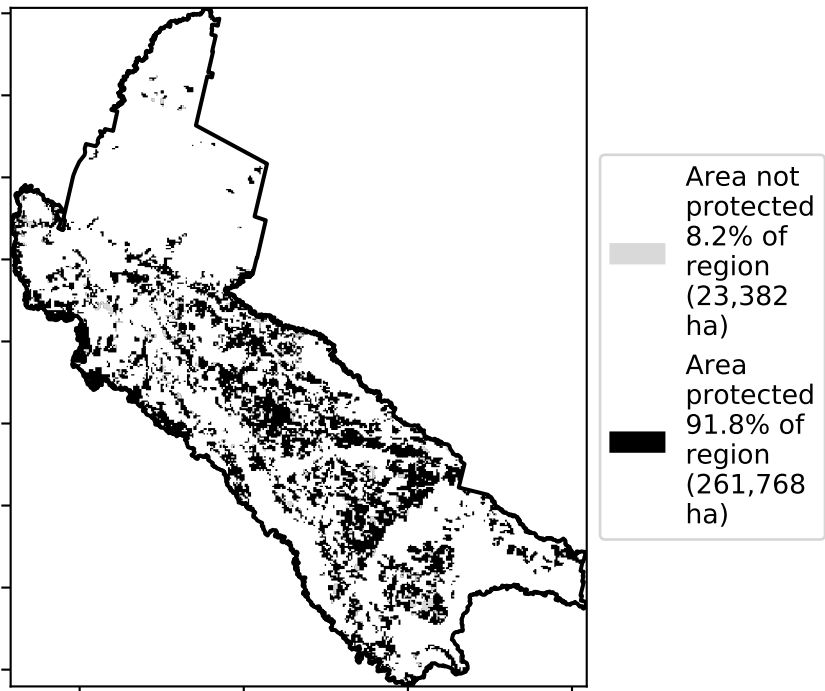 Area not
protected
8.2% of
region
(23,382
ha)
Area
protected
91.8% of
region
(261,768
ha)